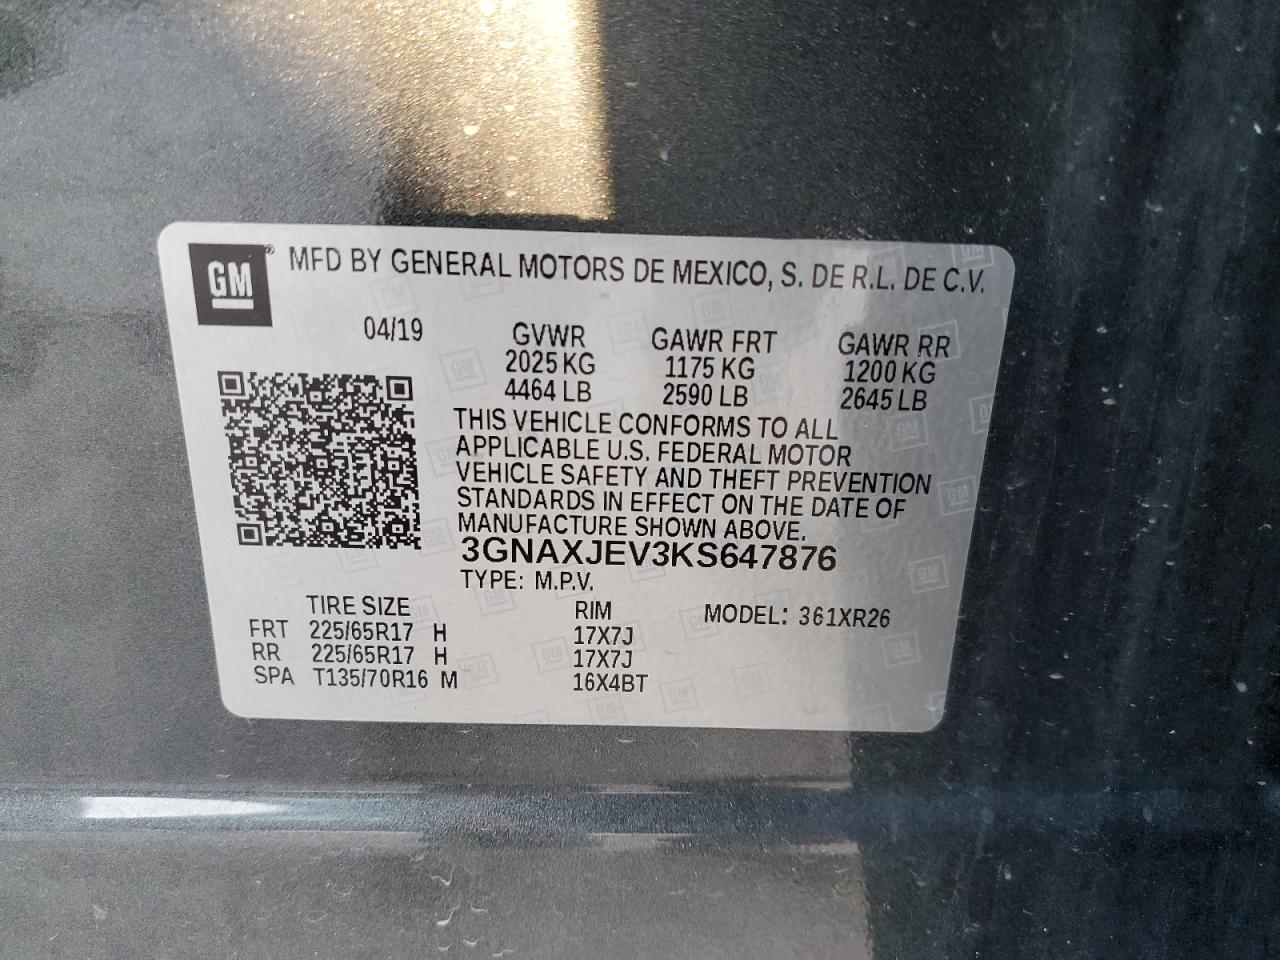 GM® MFD BY GENERAL MOTORS DE MEXICO, S. DE R.L. DE C.V.
04/19 GVWR GAWR FRT GAWR RR
2025 KG 1175 KG 1200 KG
4464 LB 2590 LB 2645 LB
THIS VEHICLE CONFORMS TO ALL
APPLICABLE U.S. FEDERAL MOTOR
VEHICLE SAFETY AND THEFT PREVENTION
STANDARDS IN EFFECT ON THE DATE OF
MANUFACTURE SHOWN ABOVE.
3GNAXJEV3KS647876
TYPE: M.P.V.
TIRE SIZE RIM MODEL: 361XR26
FRT 225/65R17 H 17X7J
RR 225/65R17 H 17X7J
SPA T135/70R16 M 16X4BT